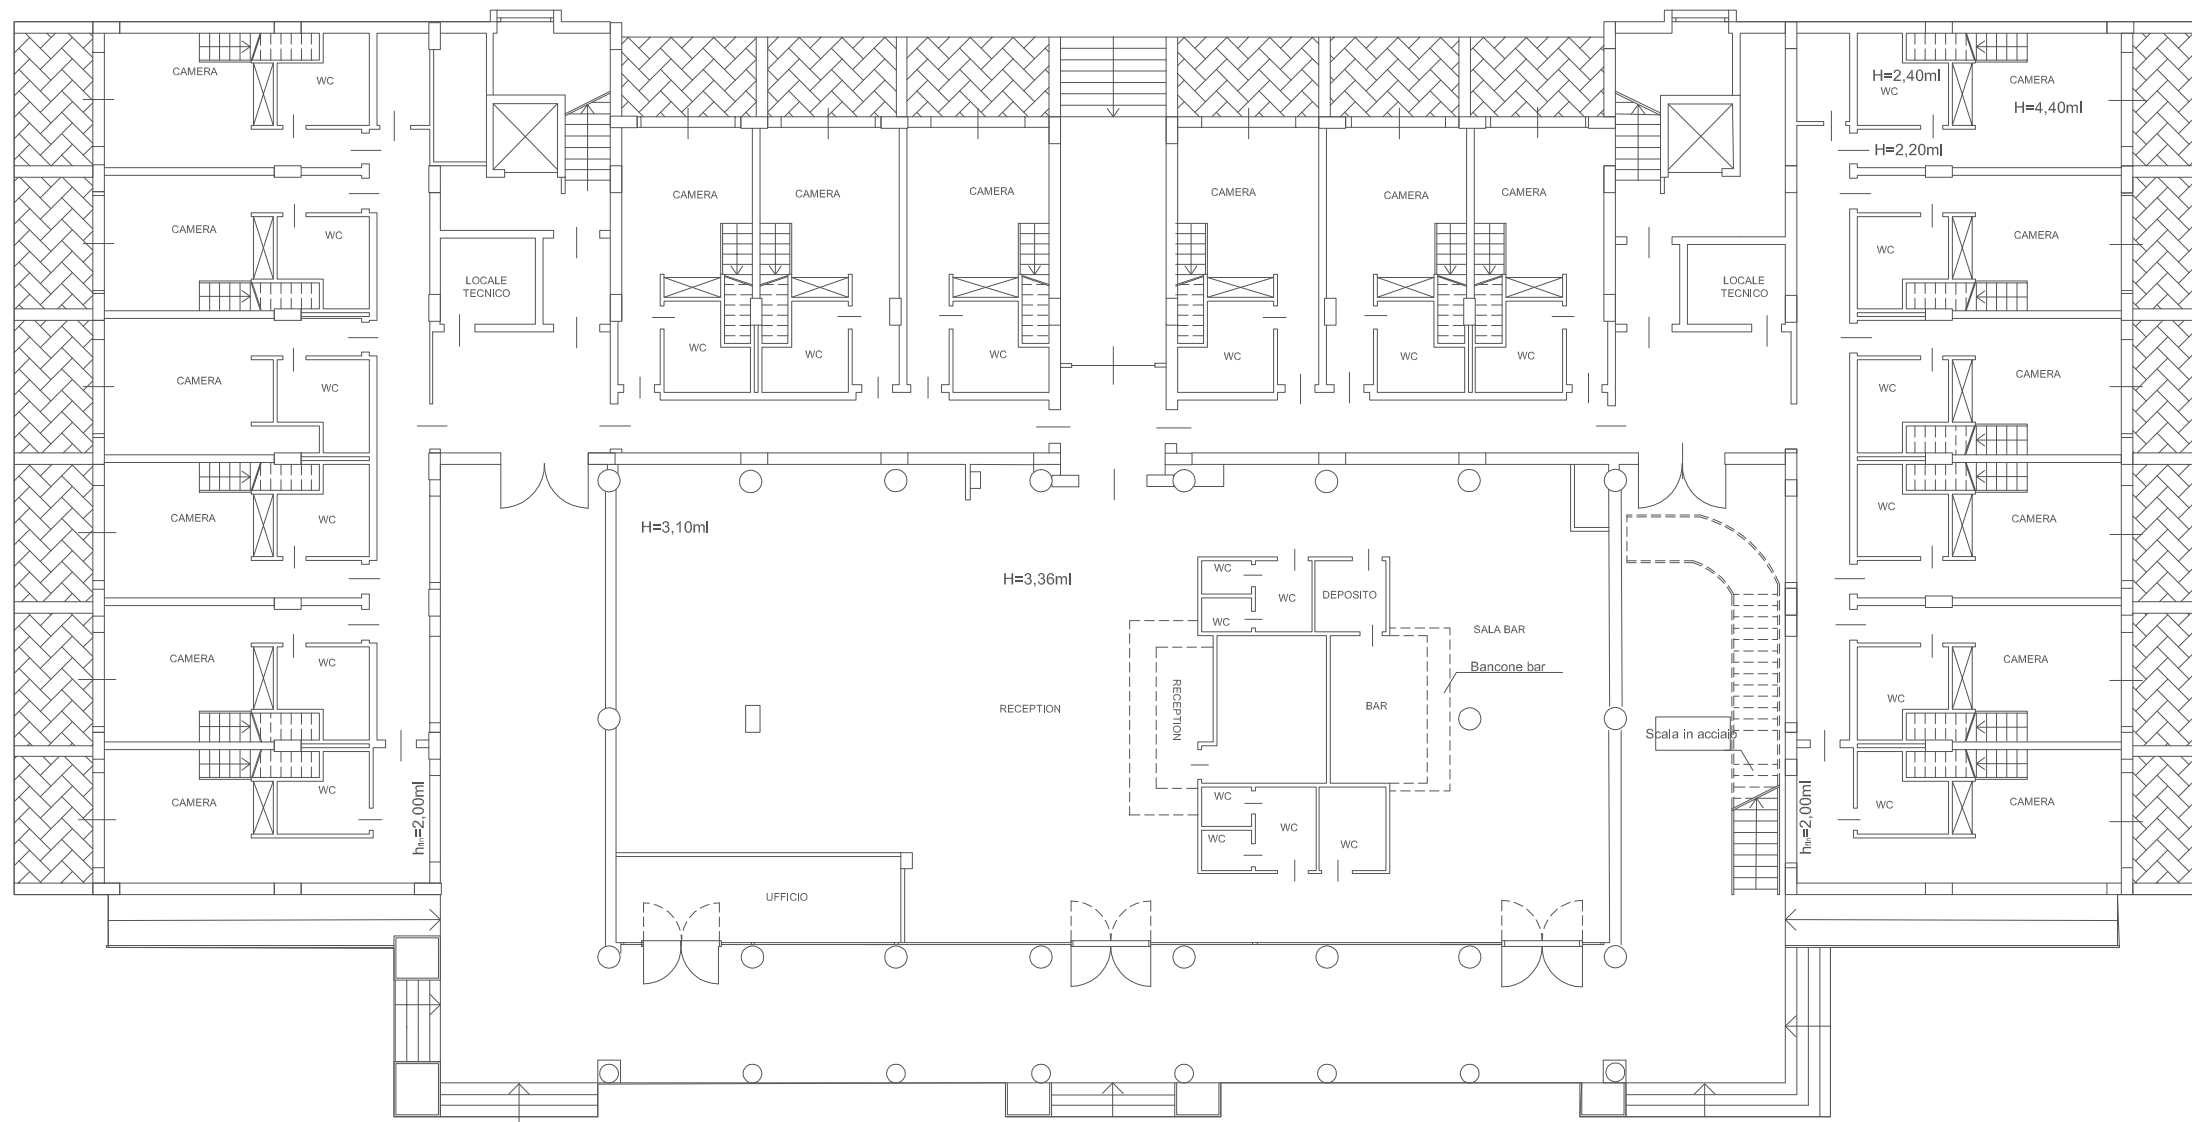 CAMERA
WC
H=2,40ml
WC
CAMERA
H=4,40ml
H=2,20ml
CAMERA
CAMERA
CAMERA
CAMERA
CAMERA
CAMERA
CAMERA
WC
WC
CAMERA
LOCALE
TECNICO
LOCALE
TECNICO
WC
WC
WC
WC
WC
WC
CAMERA
WC
WC
CAMERA
CAMERA
WC
WC
CAMERA
H=3,10ml
H=3,36ml
WC
WC
WC
DEPOSITO
SALA BAR
Bancone bar
RECEPTION
RECEPTION
BAR
Scala in acciaio
CAMERA
WC
WC
CAMERA
CAMERA
WC
WC
CAMERA
hfin=2,00ml
hfin=2,00ml
WC
WC
WC
WC
UFFICIO